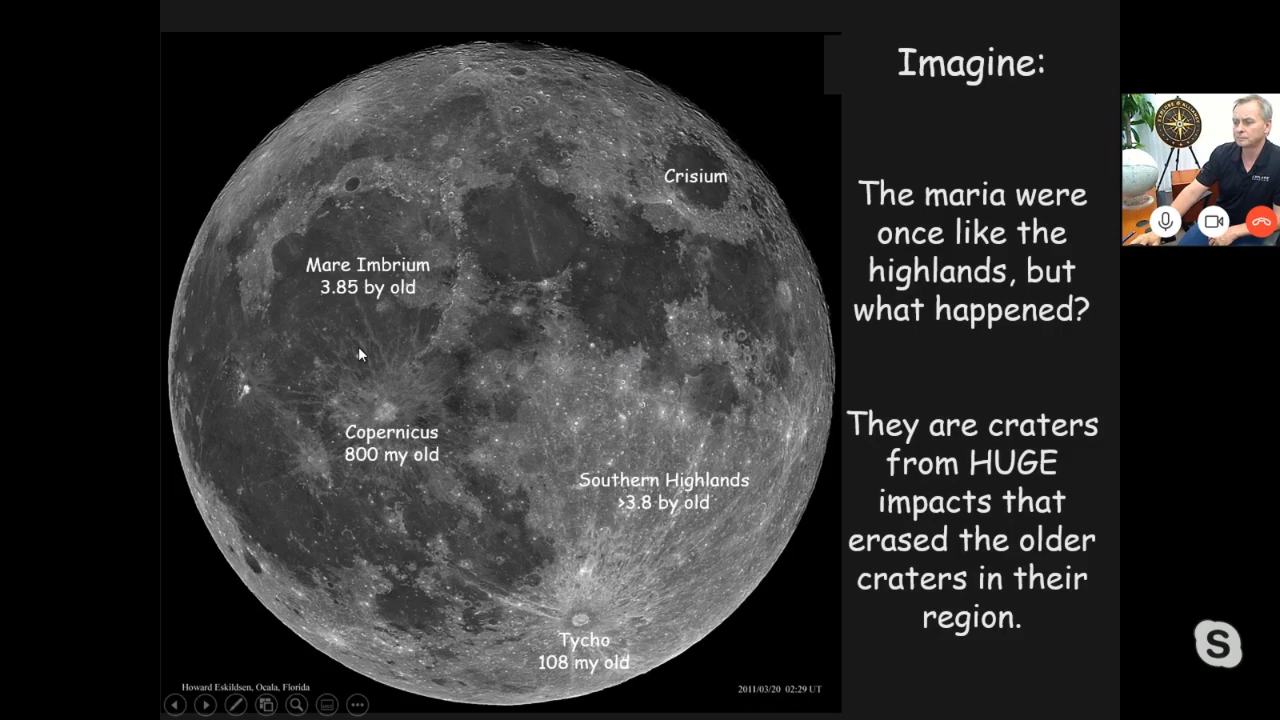 Imagine:
Crisium
The maria were
once like the
highlands, but
what happened?
Mare Imbrium
3.85 by old
Copernicus
800 my old
They are craters
from HUGE
impacts that
erased the older
craters in their
region.
Southern Highlands
>3.8 by old
Tycho
108 my old
Howard Eskildsen, Ocala, Florida
2011/03/20 02:29 UT
S